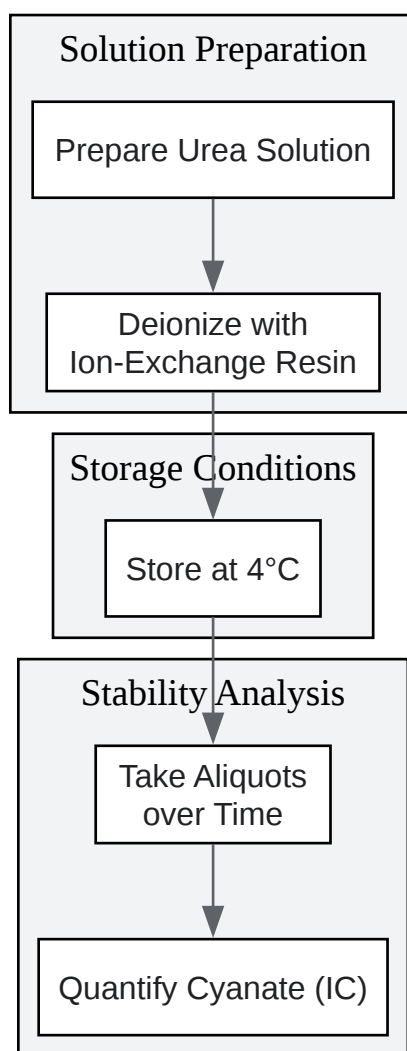 Solution Preparation
Prepare Urea Solution
Deionize with
Ion-Exchange Resin
Storage Conditions
Store at 4°C
Stability Analysis
Take Aliquots
over Time
Quantify Cyanate (IC)